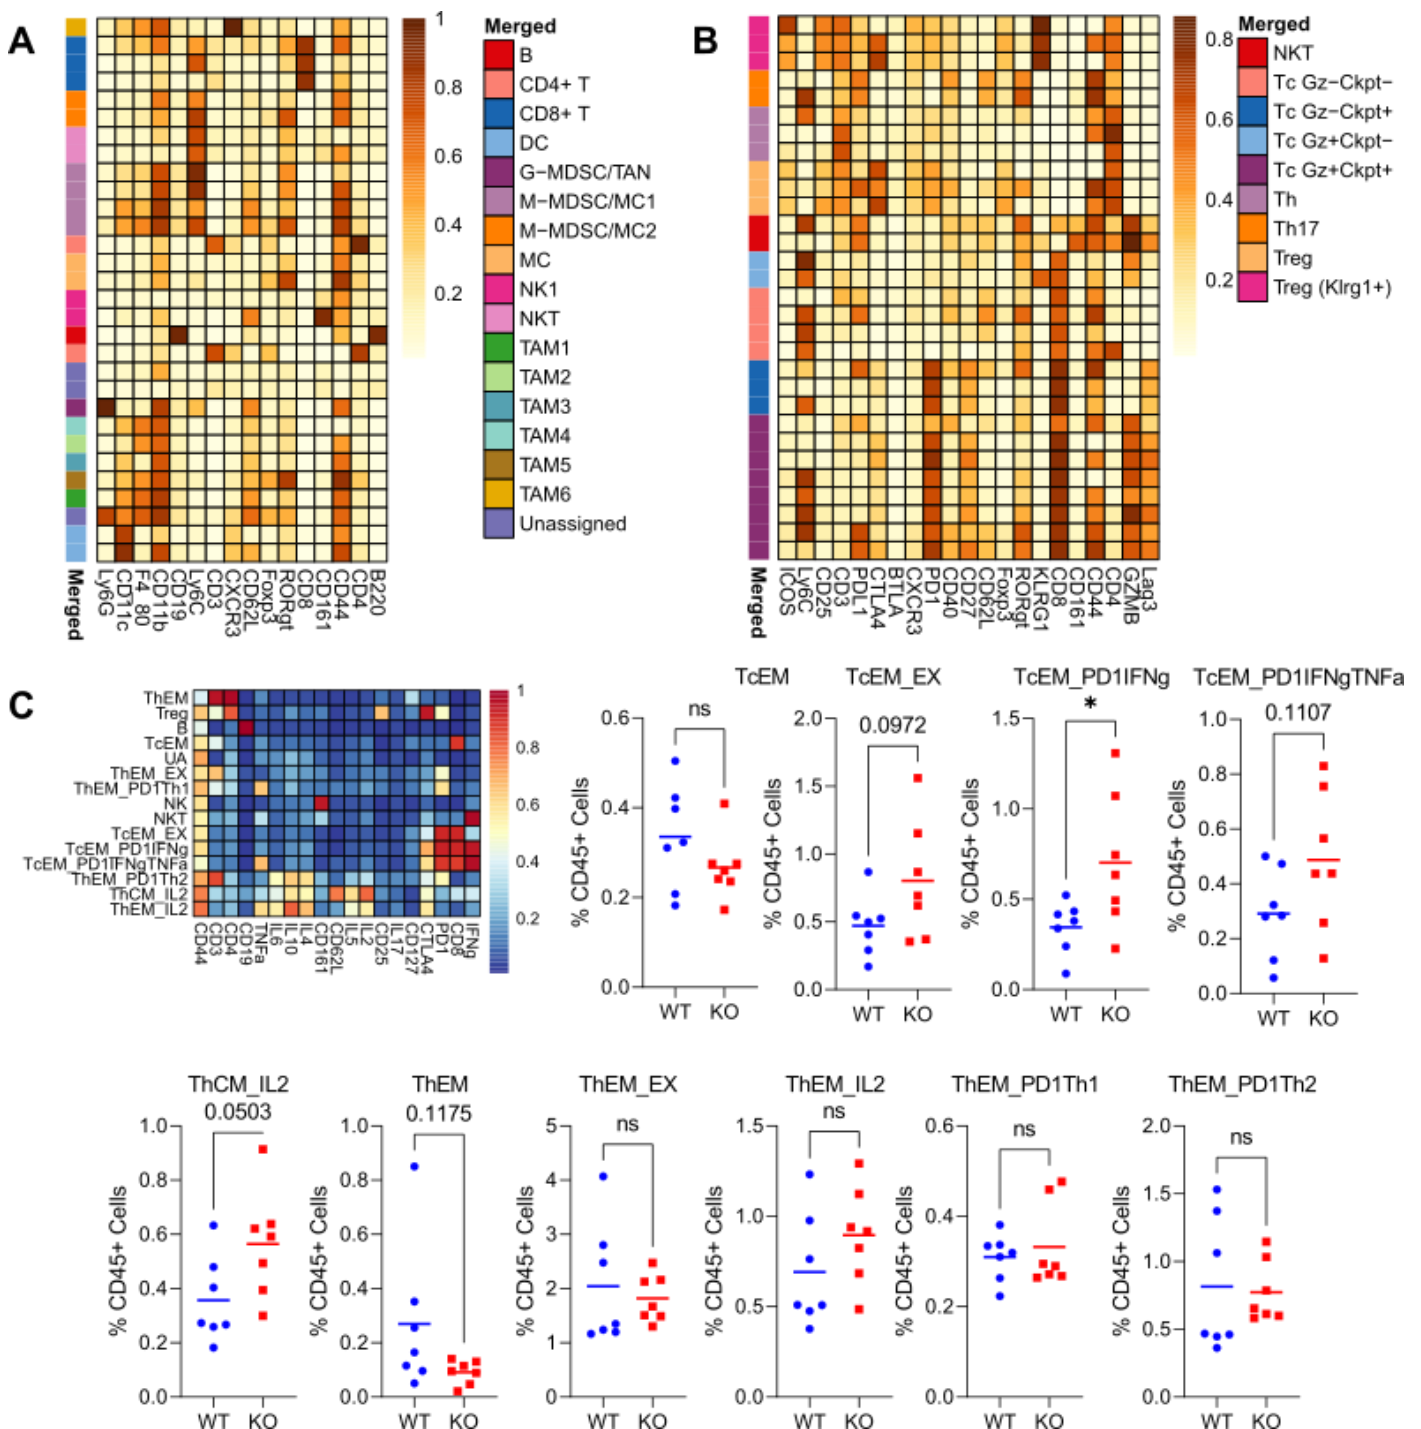 A
1
0.8
0.6
0.4
0.2
Merged
B
CD4+ T
CD8+ T
DC
G−MDSC/TAN
M−MDSC/MC1
M−MDSC/MC2
MC
NK1
NKT
TAM1
TAM2
TAM3
TAM4
TAM5
TAM6
Unassigned
Merged
Ly6G
CD11c
F4_80
CD11b
CD19
Ly6C
CD3
CXCR3
CD62L
Foxp3
RORgt
CD8
CD161
CD44
CD4
B220
B
0.8
0.6
0.4
0.2
Merged
NKT
Tc Gz−Ckpt−
Tc Gz−Ckpt+
Tc Gz+Ckpt−
Tc Gz+Ckpt+
Th
Th17
Treg
Treg (Klrg1+)
Merged
ICOS
Ly6C
CD25
CD3
PDL1
CTLA4
BTLA
CXCR3
PD1
CD40
CD27
CD62L
Foxp3
RORgt
KLRG1
CD8
CD161
CD44
CD4
GZMB
Lag3
C
ThEM
Treg
B
TcEM
UA
ThEM_EX
ThEM_PD1Th1
NK
NKT
TcEM_EX
TcEM_PD1IFNg
TcEM_PD1IFNgTNFa
ThEM_PD1Th2
ThCM_IL2
ThEM_IL2
CD44
CD3
CD4
CD19
TNFa
IL6
IL10
IL4
CD161
CD62L
IL5
IL2
CD25
IL17
CD127
CTLA4
PD1
CD8
IFNg
1
0.8
0.6
0.4
0.2
TcEM
ns
% CD45+ Cells
0.6
0.4
0.2
0.0
WT KO
TcEM_EX
0.0972
% CD45+ Cells
2.0
1.5
1.0
0.5
0.0
WT KO
TcEM_PD1IFNg
*
% CD45+ Cells
1.5
1.0
0.5
0.0
WT KO
TcEM_PD1IFNgTNFa
0.1107
% CD45+ Cells
1.0
0.8
0.6
0.4
0.2
0.0
WT KO
ThCM_IL2
0.0503
% CD45+ Cells
1.0
0.8
0.6
0.4
0.2
0.0
WT KO
ThEM
0.1175
% CD45+ Cells
1.0
0.8
0.6
0.4
0.2
0.0
WT KO
ThEM_EX
ns
% CD45+ Cells
5
4
3
2
1
0
WT KO
ThEM_IL2
ns
% CD45+ Cells
1.5
1.0
0.5
0.0
WT KO
ThEM_PD1Th1
ns
% CD45+ Cells
0.6
0.4
0.2
0.0
WT KO
ThEM_PD1Th2
ns
% CD45+ Cells
2.0
1.5
1.0
0.5
0.0
WT KO